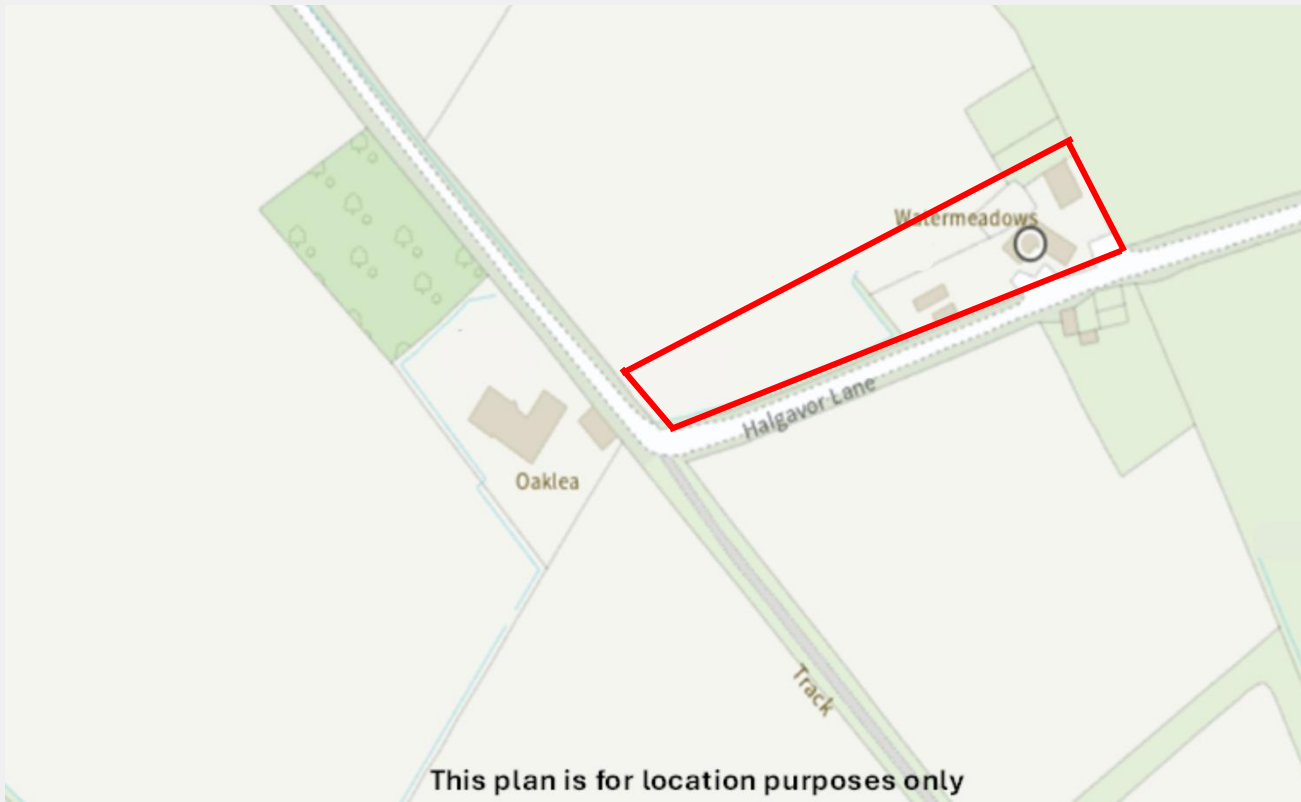 Watermeadows
Halgavor Lane
Oaklea
Track
This plan is for location purposes only